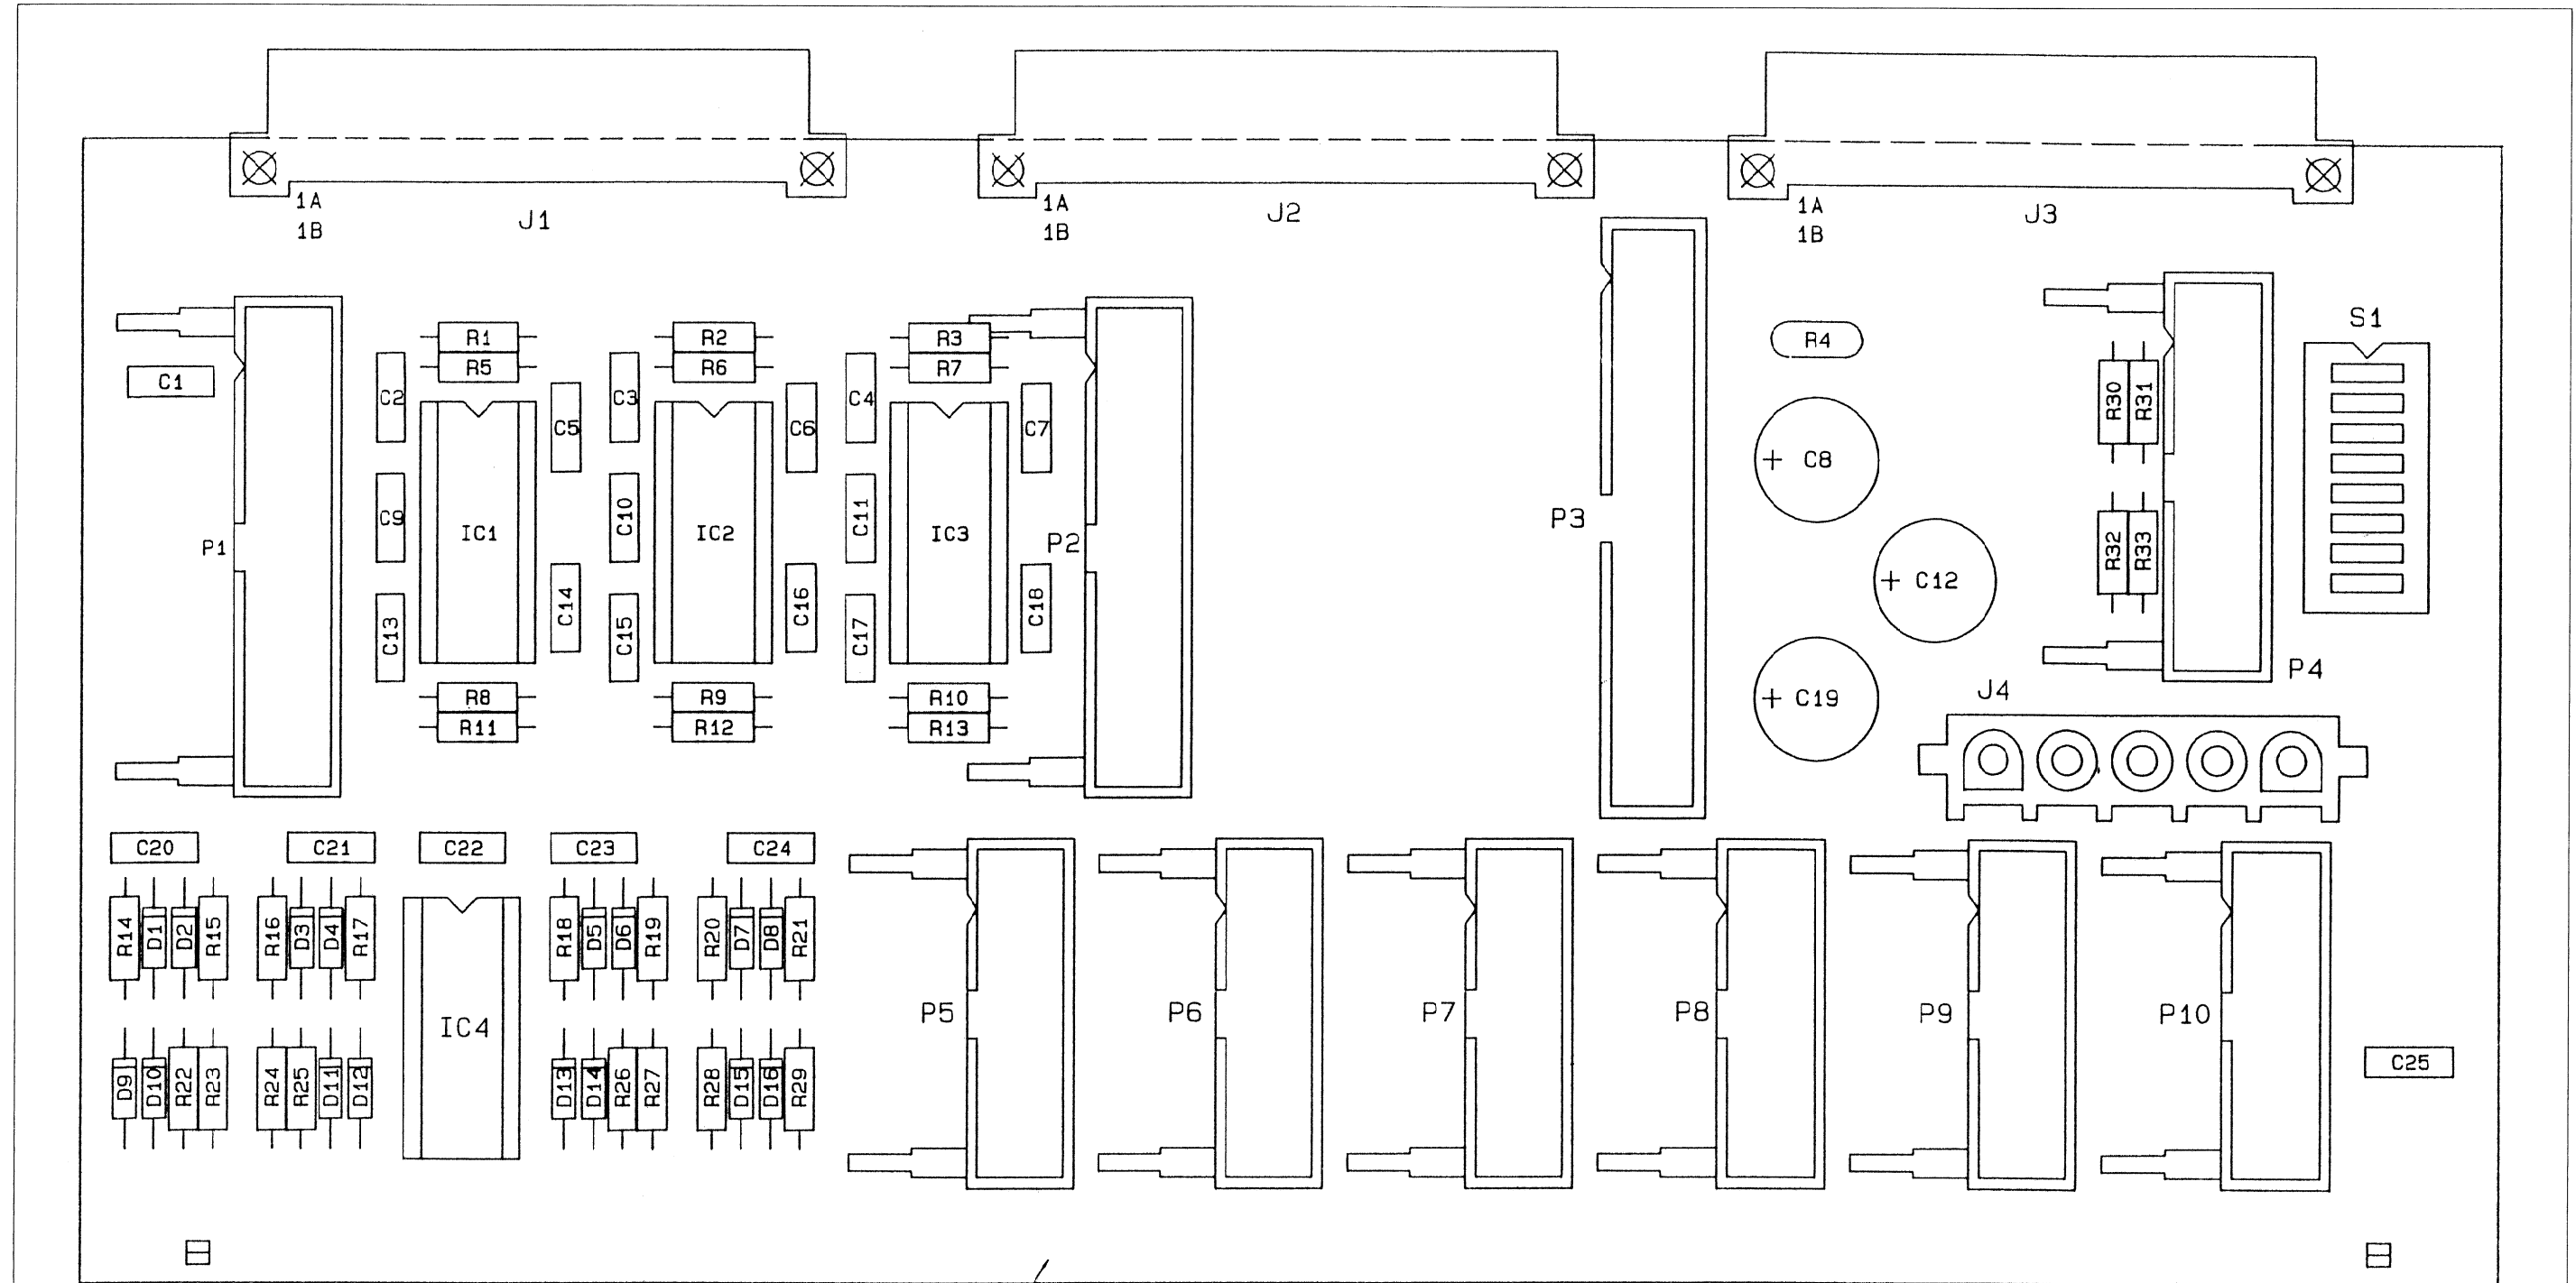 1A
1B
J1
1A
1B
J2
1A
1B
J3
P1
C1
C2
R1
R5
C5
IC1
C9
C13
C14
R8
R11
C3
R2
R6
C6
IC2
C10
C15
C16
R9
R12
C4
R3
R7
C7
IC3
C11
C17
C18
R10
R13
P2
P3
R4
C8
C12
C19
R30
R31
R32
R33
S1
P4
J4
C20
C21
C22
C23
C24
R14
D1
D2
R15
R16
D3
D4
R17
R18
D5
D6
R19
R20
D7
D8
R21
IC4
D9
D10
R22
R23
R24
R25
D11
D12
D13
D14
R26
R27
R28
D15
D16
R29
P5
P6
P7
P8
P9
P10
C25